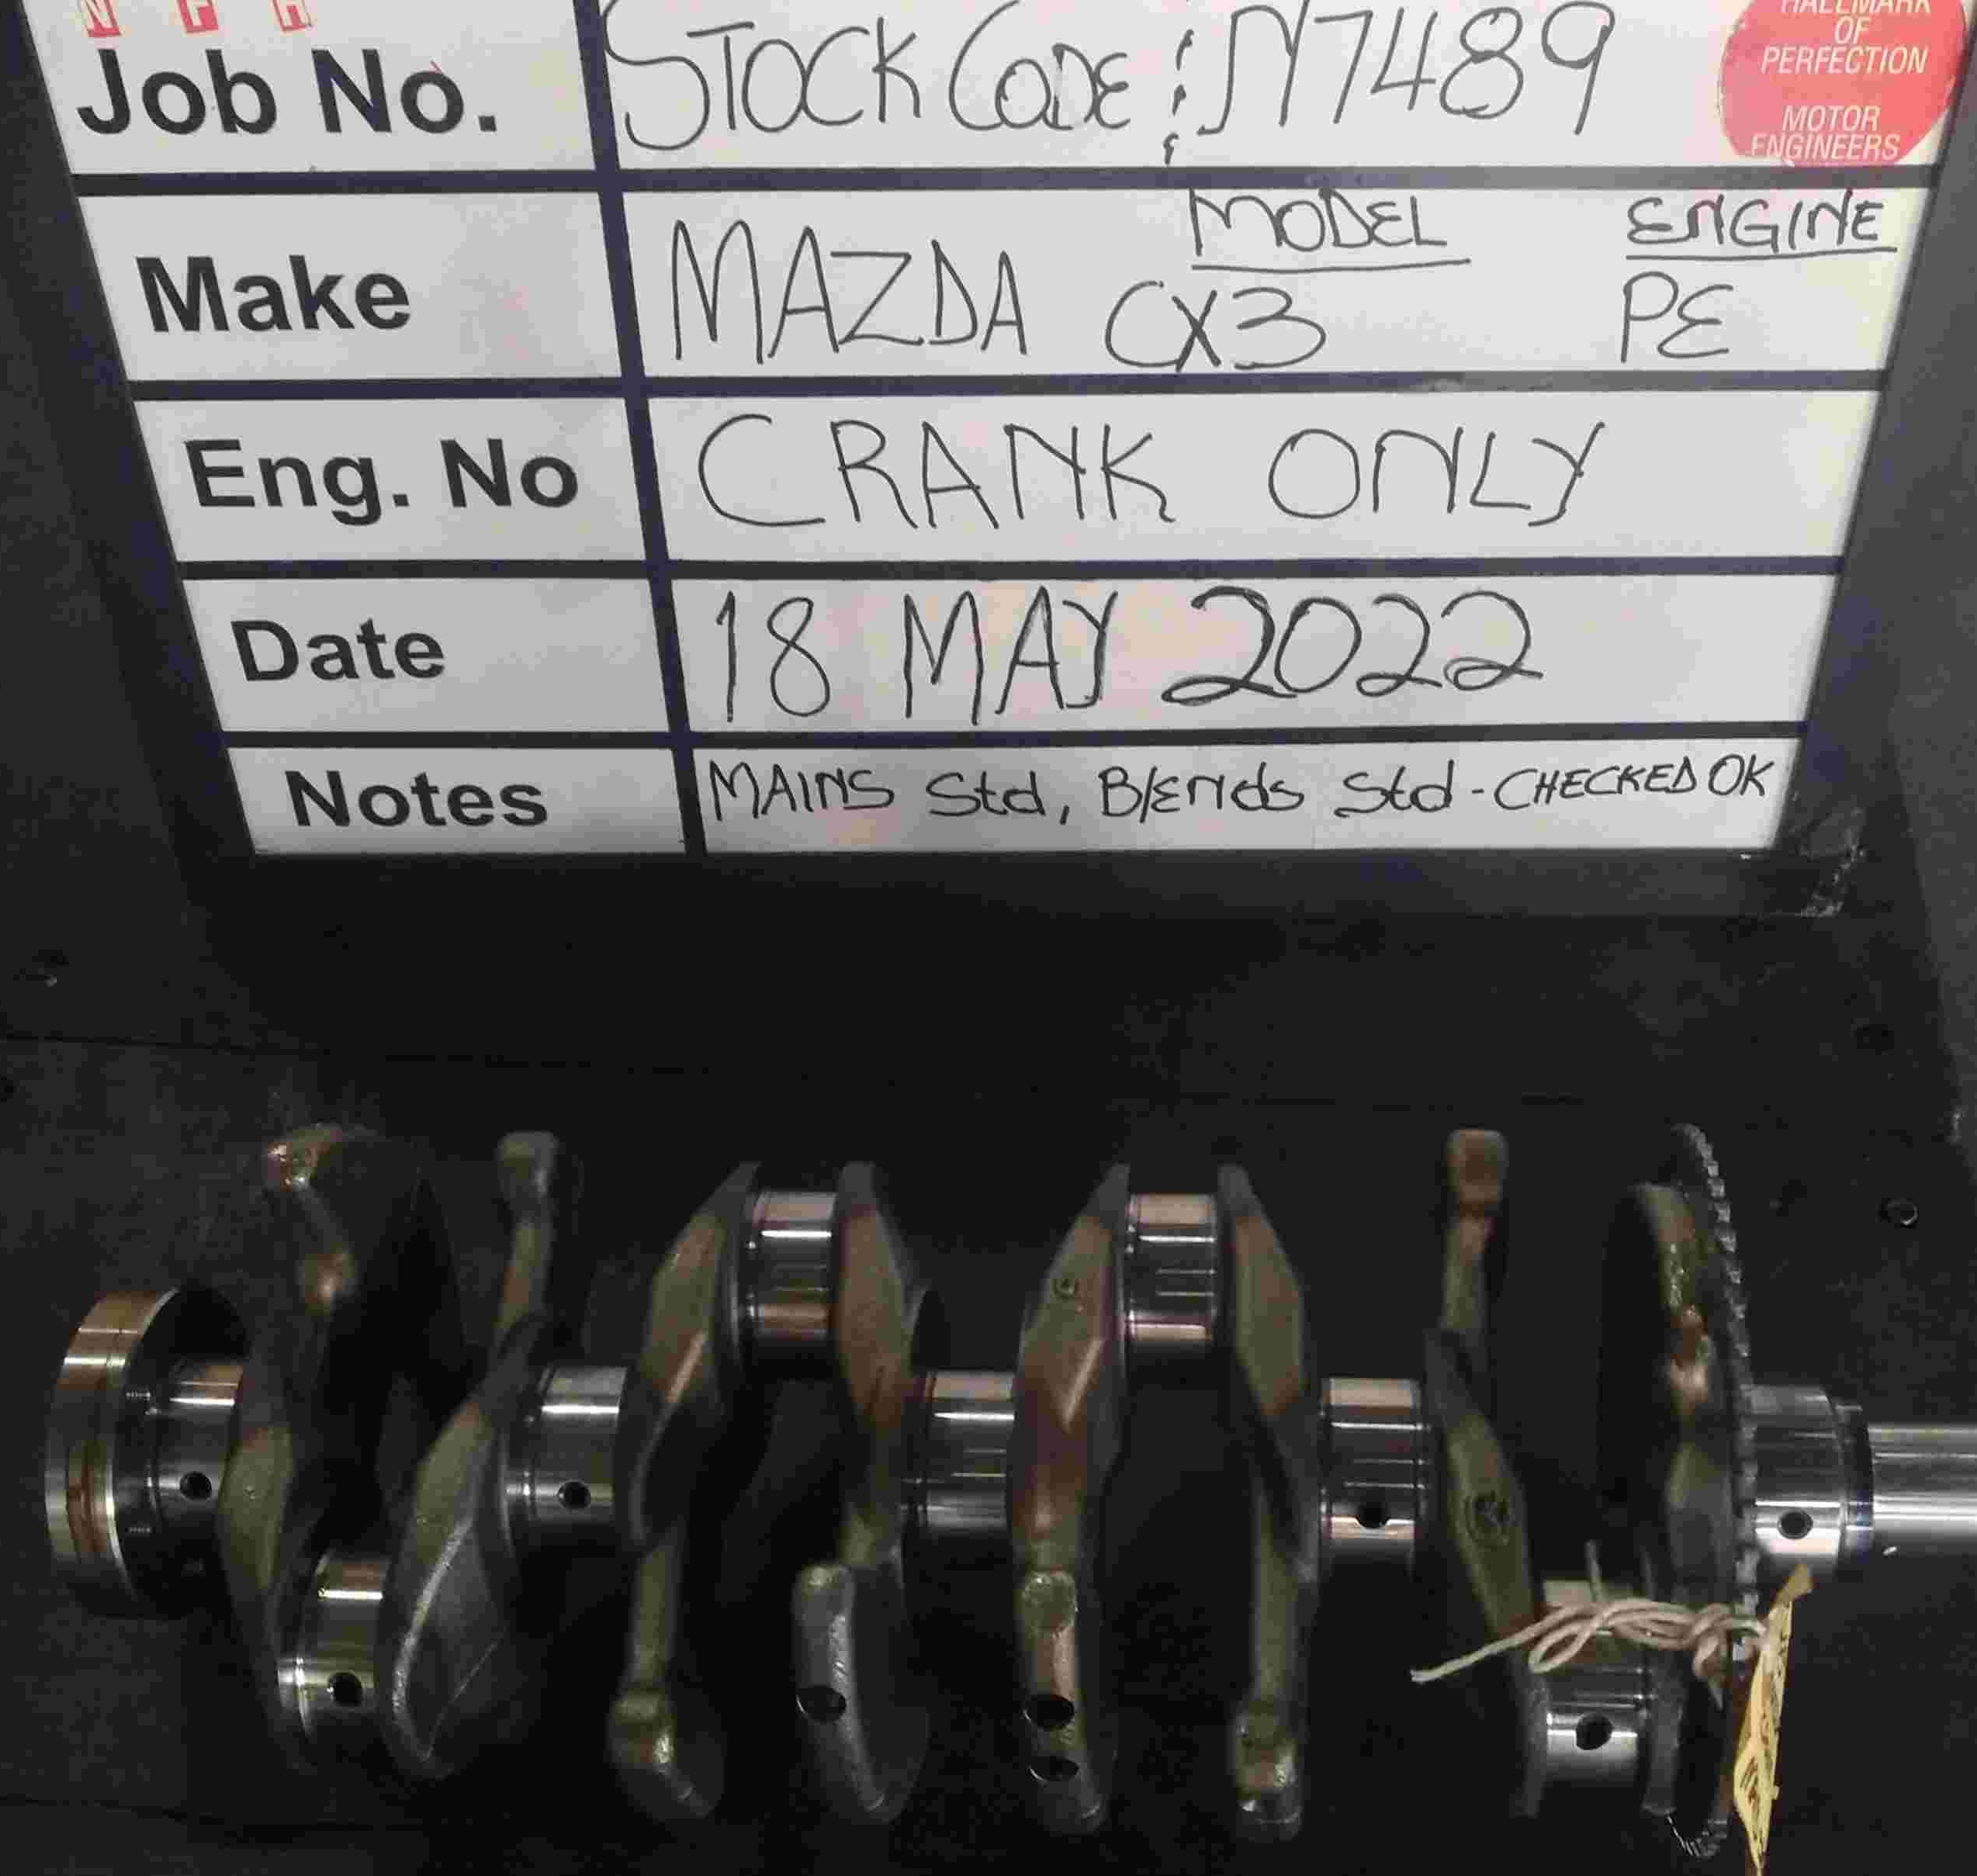 N F H
HALLMARK
OF
PERFECTION
MOTOR
ENGINEERS
Job No. STOCK CODE: N7489
MODEL ENGINE
Make MAZDA CX3 PE
Eng. No CRANK ONLY
Date 18 MAY 2022
Notes MAINS Std, B/Ends Std - CHECKED OK